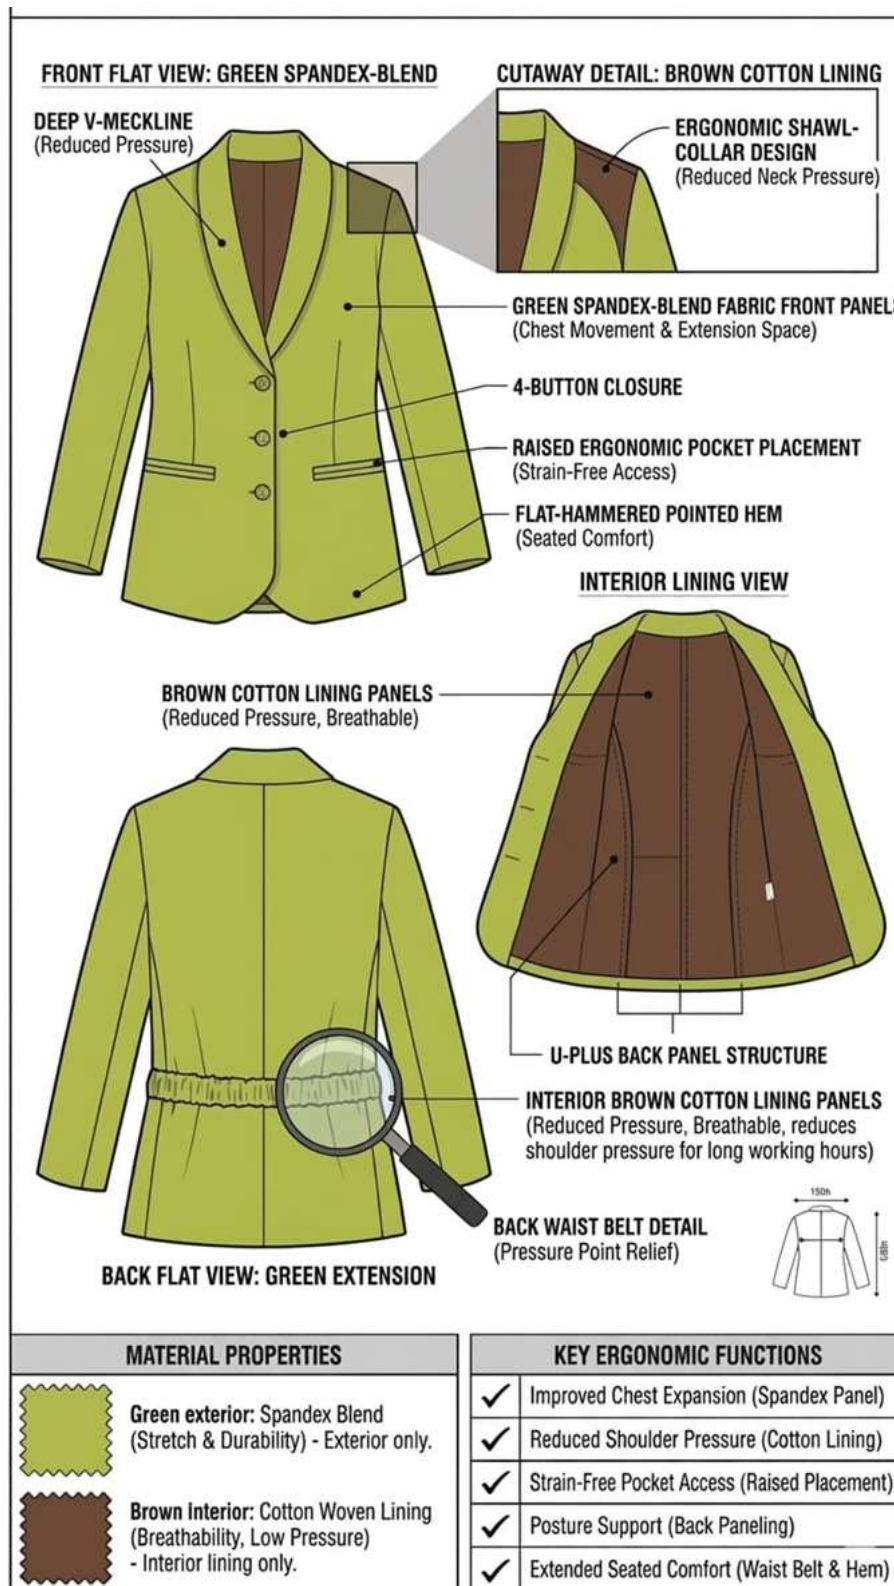 FRONT FLAT VIEW: GREEN SPANDEX-BLEND
CUTAWAY DETAIL: BROWN COTTON LINING
DEEP V-MECKLINE
(Reduced Pressure)
ERGONOMIC SHAWL-
COLLAR DESIGN
(Reduced Neck Pressure)
GREEN SPANDEX-BLEND FABRIC FRONT PANELS
(Chest Movement & Extension Space)
4-BUTTON CLOSURE
RAISED ERGONOMIC POCKET PLACEMENT
(Strain-Free Access)
FLAT-HAMMERED POINTED HEM
(Seated Comfort)
INTERIOR LINING VIEW
BROWN COTTON LINING PANELS
(Reduced Pressure, Breathable)
U-PLUS BACK PANEL STRUCTURE
INTERIOR BROWN COTTON LINING PANELS
(Reduced Pressure, Breathable, reduces
shoulder pressure for long working hours)
150h
BACK WAIST BELT DETAIL
(Pressure Point Relief)
BACK FLAT VIEW: GREEN EXTENSION
MATERIAL PROPERTIES
Green exterior: Spandex Blend
(Stretch & Durability) - Exterior only.
Brown interior: Cotton Woven Lining
(Breathability, Low Pressure)
- Interior lining only.
KEY ERGONOMIC FUNCTIONS
Improved Chest Expansion (Spandex Panel)
Reduced Shoulder Pressure (Cotton Lining)
Strain-Free Pocket Access (Raised Placement)
Posture Support (Back Paneling)
Extended Seated Comfort (Waist Belt & Hem)